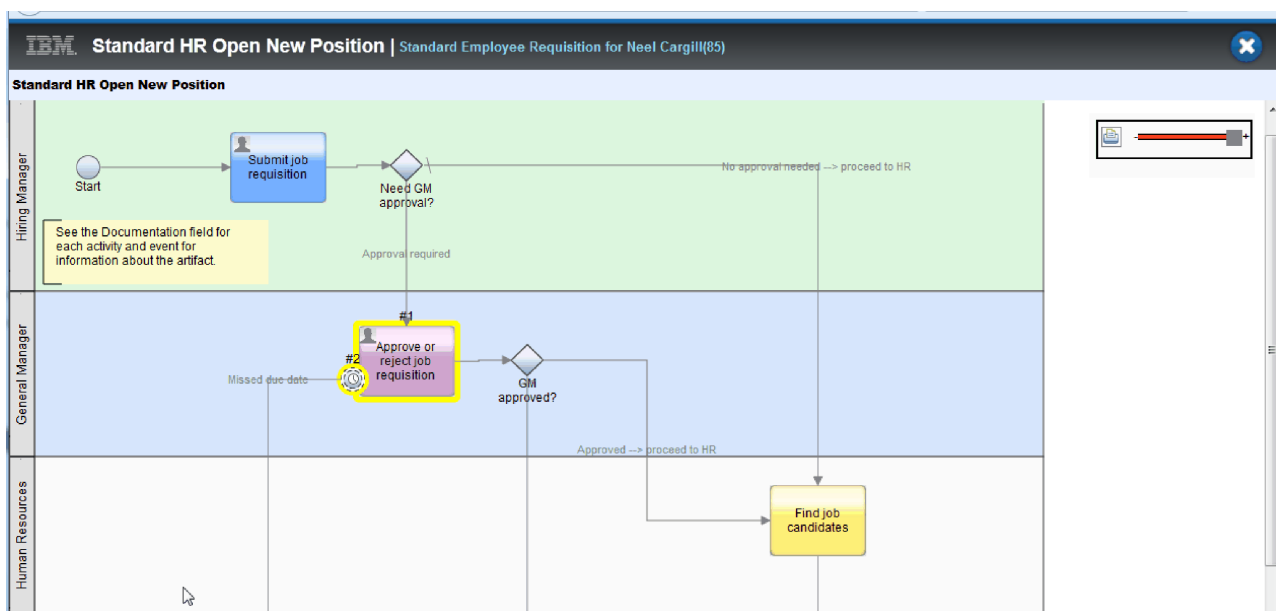 IBM. Standard HR Open New Position | Standard Employee Requisition for Neel Cargill(85)
Standard HR Open New Position
Hiring Manager
Start
Submit job
requisition
Need GM
approval?
No approval needed --> proceed to HR
See the Documentation field for
each activity and event for
information about the artifact.
Approval required
General Manager
#1
Approve or
reject job
requisition
#2
Missed due date
GM
approved?
Approved --> proceed to HR
Human Resources
Find job
candidates
- +